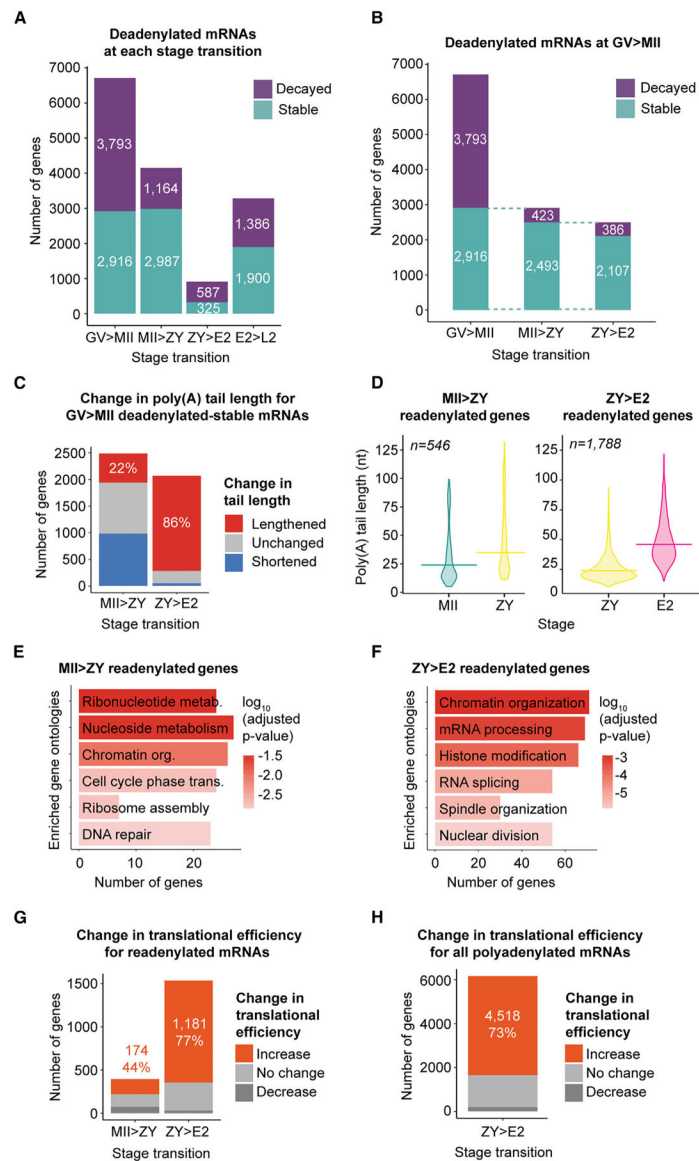 A
Deadenylated mRNAs
at each stage transition
Number of genes
7000
6000
5000
4000
3000
2000
1000
0
Decayed
Stable
3,793
2,916
1,164
2,987
587
325
1,386
1,900
GV>MII MII>ZY ZY>E2 E2>L2
Stage transition
B
Deadenylated mRNAs at GV>MII
Number of genes
7000
6000
5000
4000
3000
2000
1000
0
Decayed
Stable
3,793
2,916
423
2,493
386
2,107
GV>MII MII>ZY ZY>E2
Stage transition
C
Change in poly(A) tail length for
GV>MII deadenylated-stable mRNAs
Number of genes
2500
2000
1500
1000
500
0
22%
86%
Change in
tail length
Lengthened
Unchanged
Shortened
MII>ZY ZY>E2
Stage transition
D
MII>ZY
readenylated genes
ZY>E2
readenylated genes
Poly(A) tail length (nt)
n=546
125
100
75
50
25
0
MII ZY
n=1,788
125
100
75
50
25
0
ZY E2
Stage
E
MII>ZY readenylated genes
Enriched gene ontologies
Ribonucleotide metab.
Nucleoside metabolism
Chromatin org.
Cell cycle phase trans.
Ribosome assembly
DNA repair
0 20
Number of genes
log10
(adjusted
p-value)
-1.5
-2.0
-2.5
F
ZY>E2 readenylated genes
Enriched gene ontologies
Chromatin organization
mRNA processing
Histone modification
RNA splicing
Spindle organization
Nuclear division
0 20 40 60
Number of genes
log10
(adjusted
p-value)
-3
-4
-5
G
Change in translational efficiency
for readenylated mRNAs
Number of genes
1500
1000
500
0
174
44%
1,181
77%
Change in
translational
efficiency
Increase
No change
Decrease
MII>ZY ZY>E2
Stage transition
H
Change in translational efficiency
for all polyadenylated mRNAs
Number of genes
6000
4000
2000
0
4,518
73%
Change in
translational
efficiency
Increase
No change
Decrease
ZY>E2
Stage transition